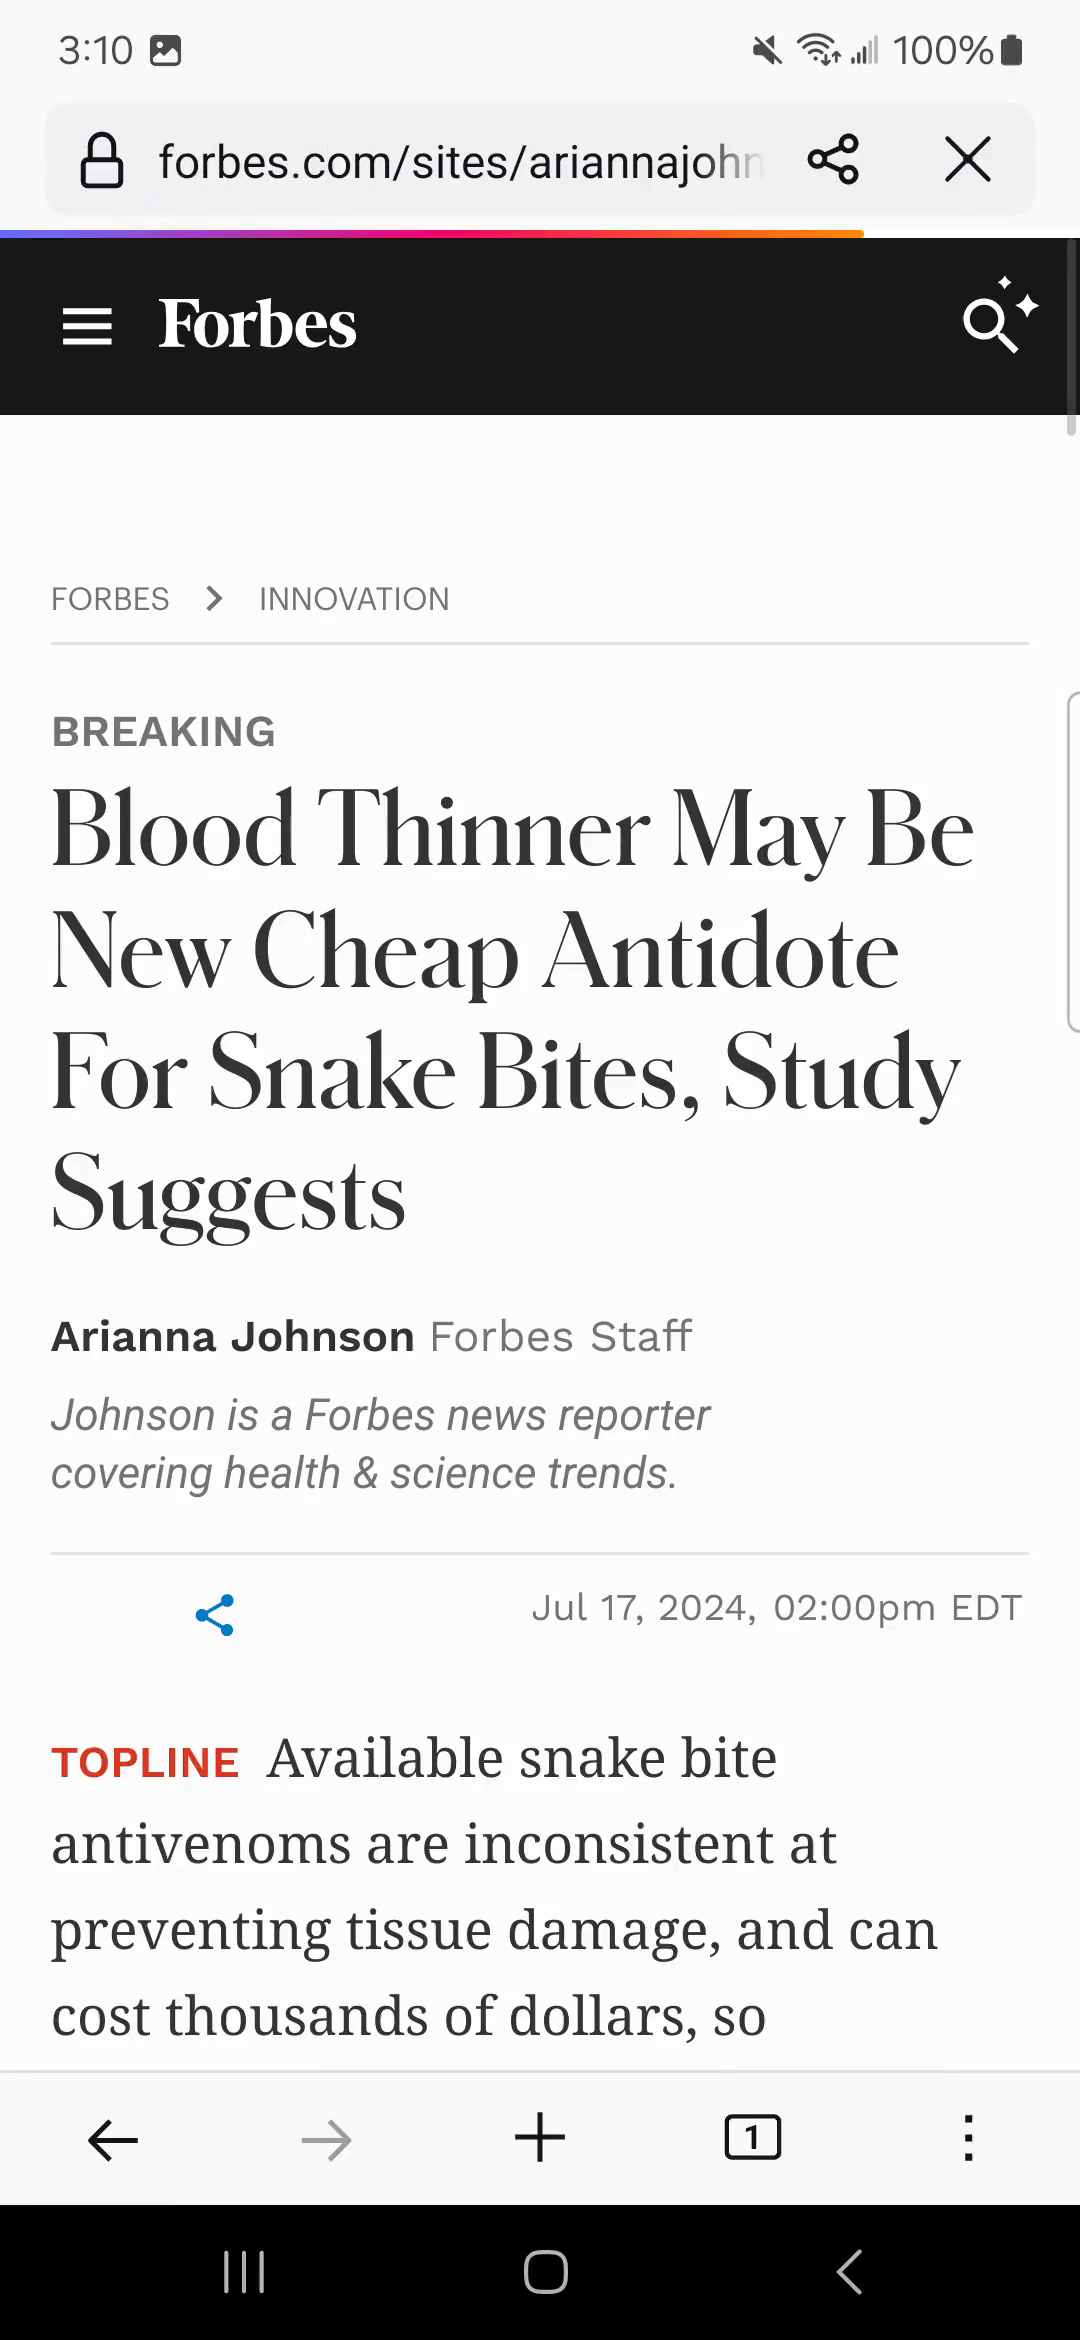 3:10
100%
forbes.com/sites/ariannajohn
Forbes
FORBES > INNOVATION
BREAKING
Blood Thinner May Be
New Cheap Antidote
For Snake Bites, Study
Suggests
Arianna Johnson Forbes Staff
Johnson is a Forbes news reporter
covering health & science trends.
Jul 17, 2024, 02:00pm EDT
TOPLINE Available snake bite
antivenoms are inconsistent at
preventing tissue damage, and can
cost thousands of dollars, so
1